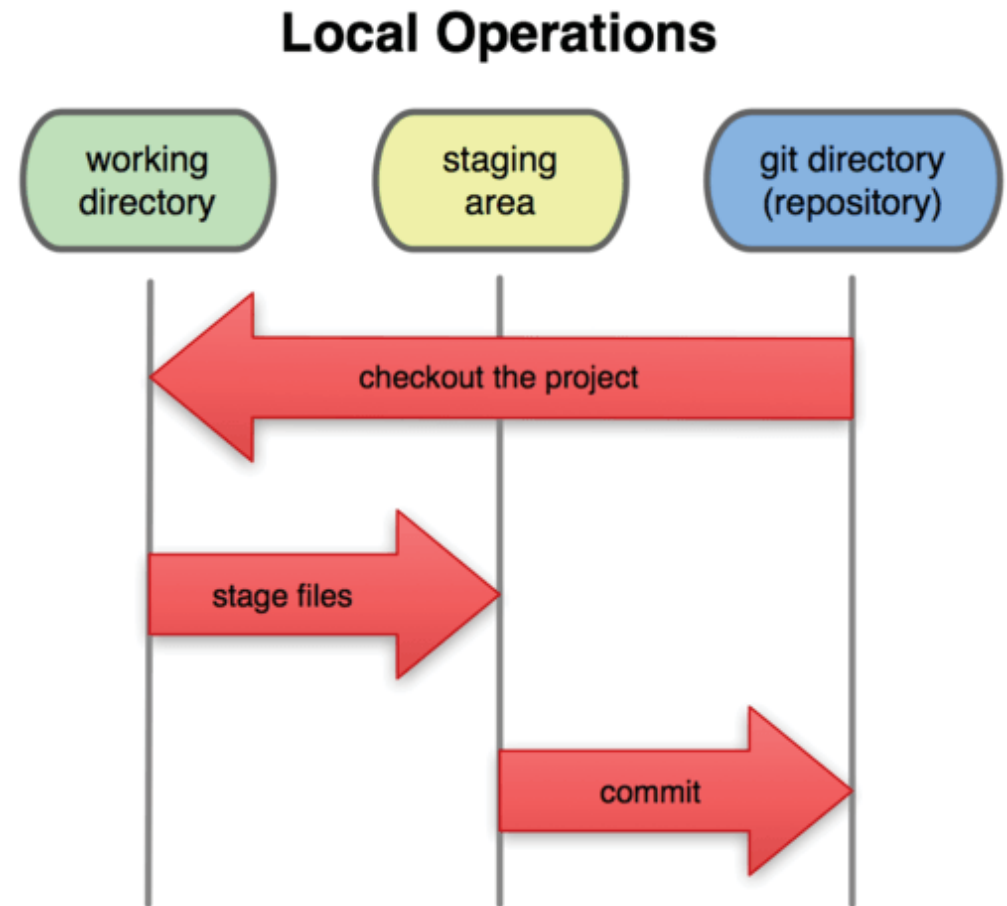 Local Operations
working
directory
staging
area
git directory
(repository)
checkout the project
stage files
commit